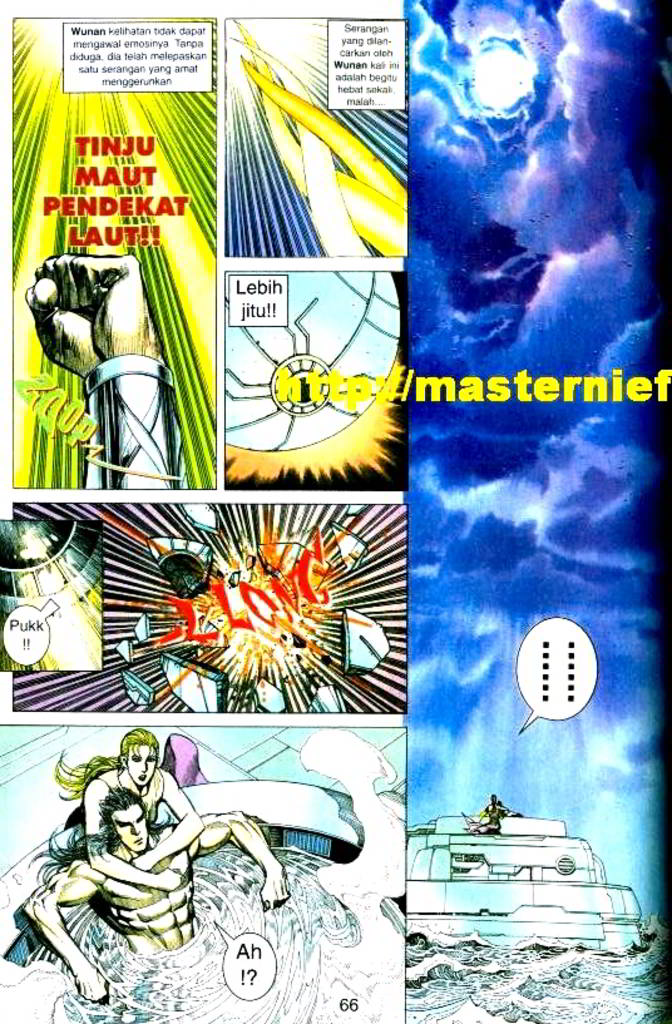 Wunan kelihatan tidak dapat
mengawal emosinya Tanpa
diduga, dia telah melepaskan
satu serangan yang amat
menggerunkan
TINJU
MAUT
PENDEKAT
LAUT!!
ZAAP!
Serangan
yang dilan-
carkan oleh
Wunan kali ini
adalah begitu
hebat sekali,
malah....
Lebih
jitu!!
http://masternief
Pukk
!!
Ah
!?
66